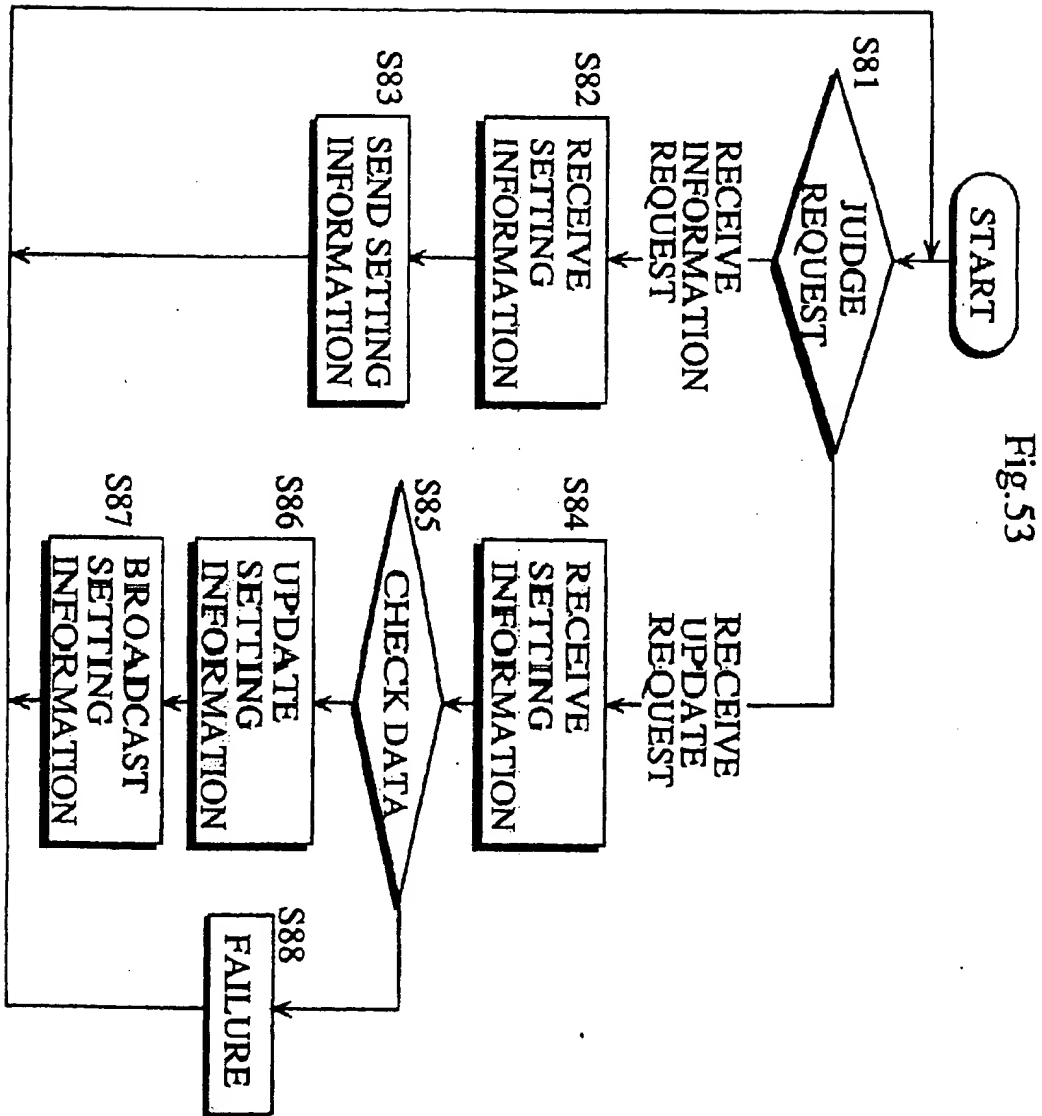 Fig.53
START
S81
JUDGE
REQUEST
RECEIVE
INFORMATION
REQUEST
S82
RECEIVE
SETTING
INFORMATION
S83
SEND SETTING
INFORMATION
RECEIVE
UPDATE
REQUEST
S84
RECEIVE
SETTING
INFORMATION
S85
CHECK DATA
S86
UPDATE
SETTING
INFORMATION
S87
BROADCAST
SETTING
INFORMATION
S88
FAILURE